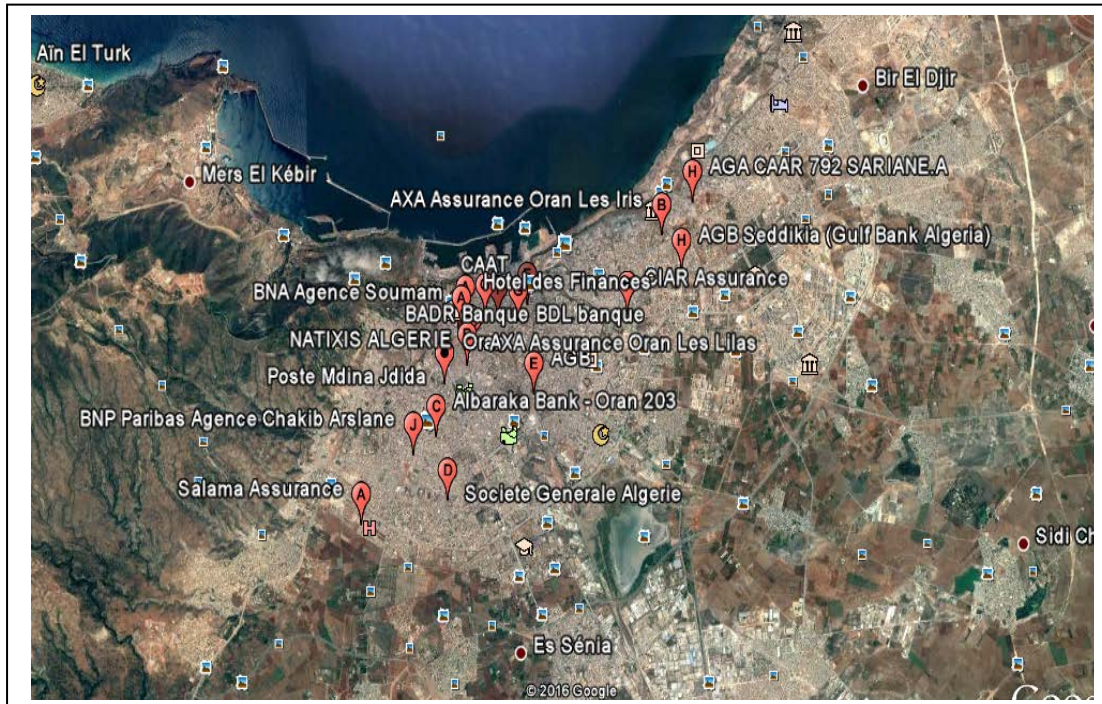 Aïn El Turk
Bir El Djir
Mers El Kébir
H
AGA CAAR 792 SARIANE.A
AXA Assurance Oran Les Iris
B
H
AGB Seddikia (Gulf Bank Algeria)
CAAT
Hotel des Finances
CIAR Assurance
BNA Agence Soumam
A
BADR Banque
BDL banque
NATIXIS ALGERIE
AXA Assurance Oran Les Lilas
AGB
E
Poste Mdina Jdida
Albaraka Bank - Oran 203
C
BNP Paribas Agence Chakib Arslane
J
D
Salama Assurance
A
Societe Generale Algerie
H
Sidi Ch
Es Sénia
© 2016 Google